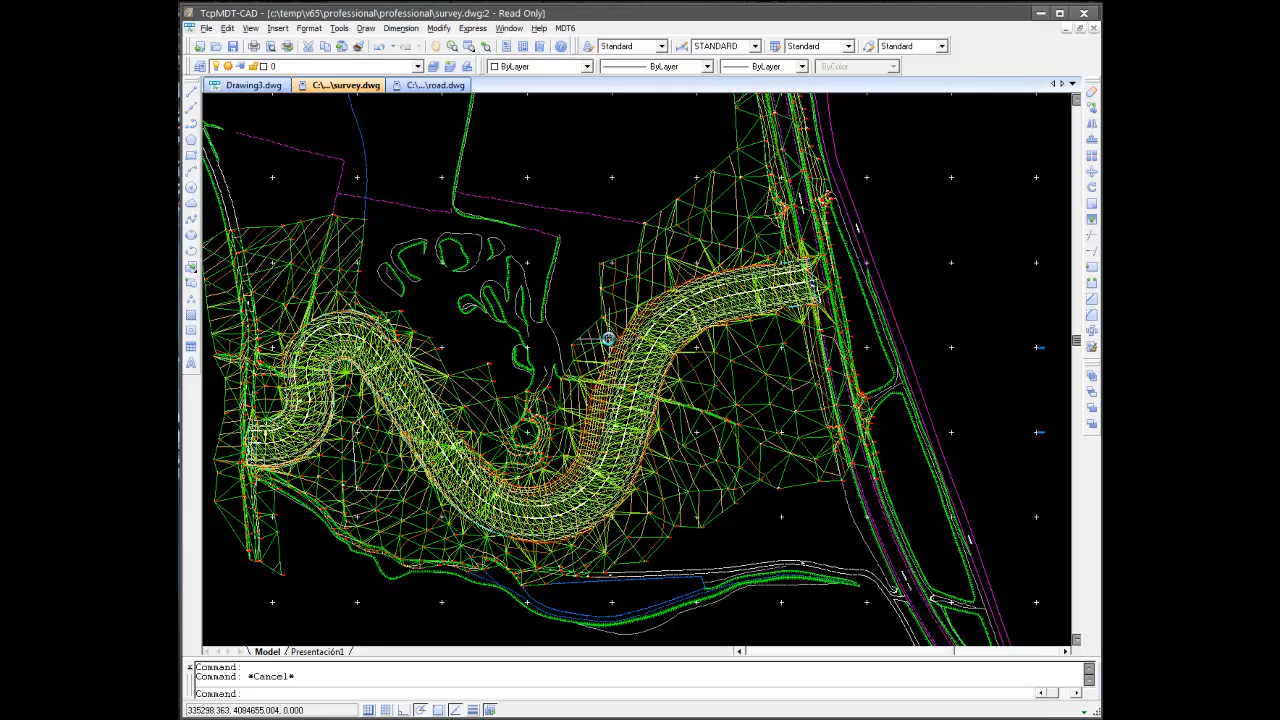 TcpMDT-CAD - [c:\temp\v65\professional\professional\survey.dwg:2 - Read Only]
File Edit View Insert Format Tools Draw Dimension Modify Express Window Help MDT6
Standard STANDARD Standard Standard
0 ByLayer ByLayer ByLayer ByColor
Drawing3.dwg C:\...\survey.dwg C:\...\road.dwg
Model Presentación1
Command:
Command: *Cancel*
Command:
335298.363, 4084655.004, 0.000